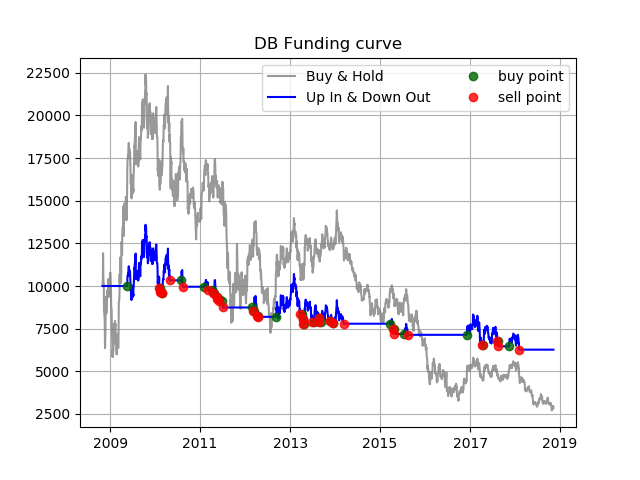 DB Funding curve
Buy & Hold
Up In & Down Out
buy point
sell point
22500
20000
17500
15000
12500
10000
7500
5000
2500
2009 2011 2013 2015 2017 2019